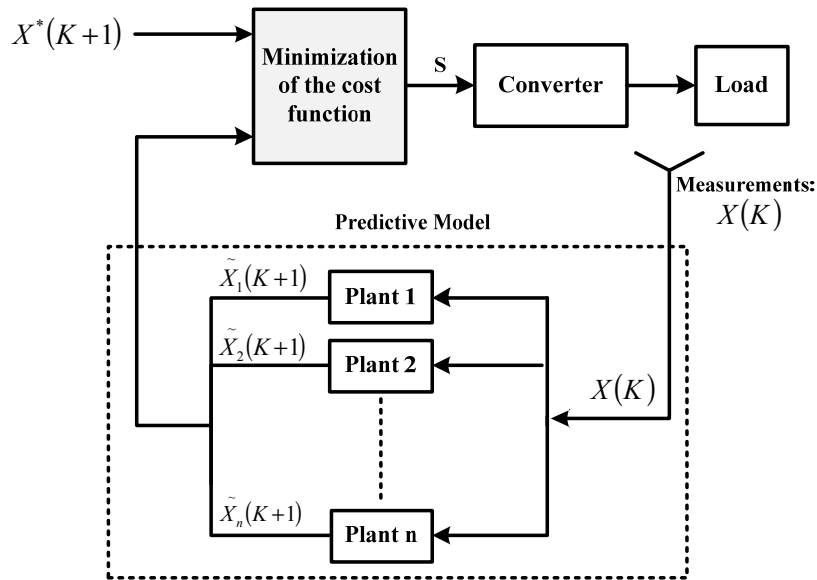 X*(K+1)
Minimization
of the cost
function
S
Converter
Load
Measurements:
X(K)
Predictive Model
X̃₁(K+1)
Plant 1
X̃₂(K+1)
Plant 2
X(K)
X̃ₙ(K+1)
Plant n